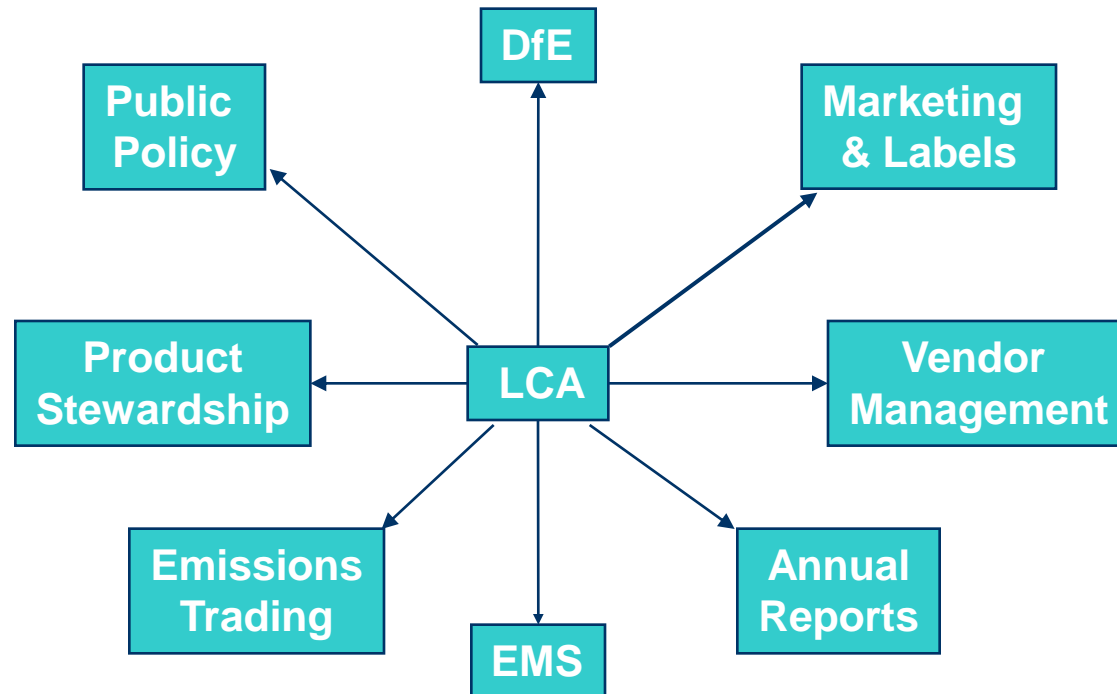 DfE
Public
Policy
Marketing
& Labels
Product
Stewardship
LCA
Vendor
Management
Emissions
Trading
Annual
Reports
EMS